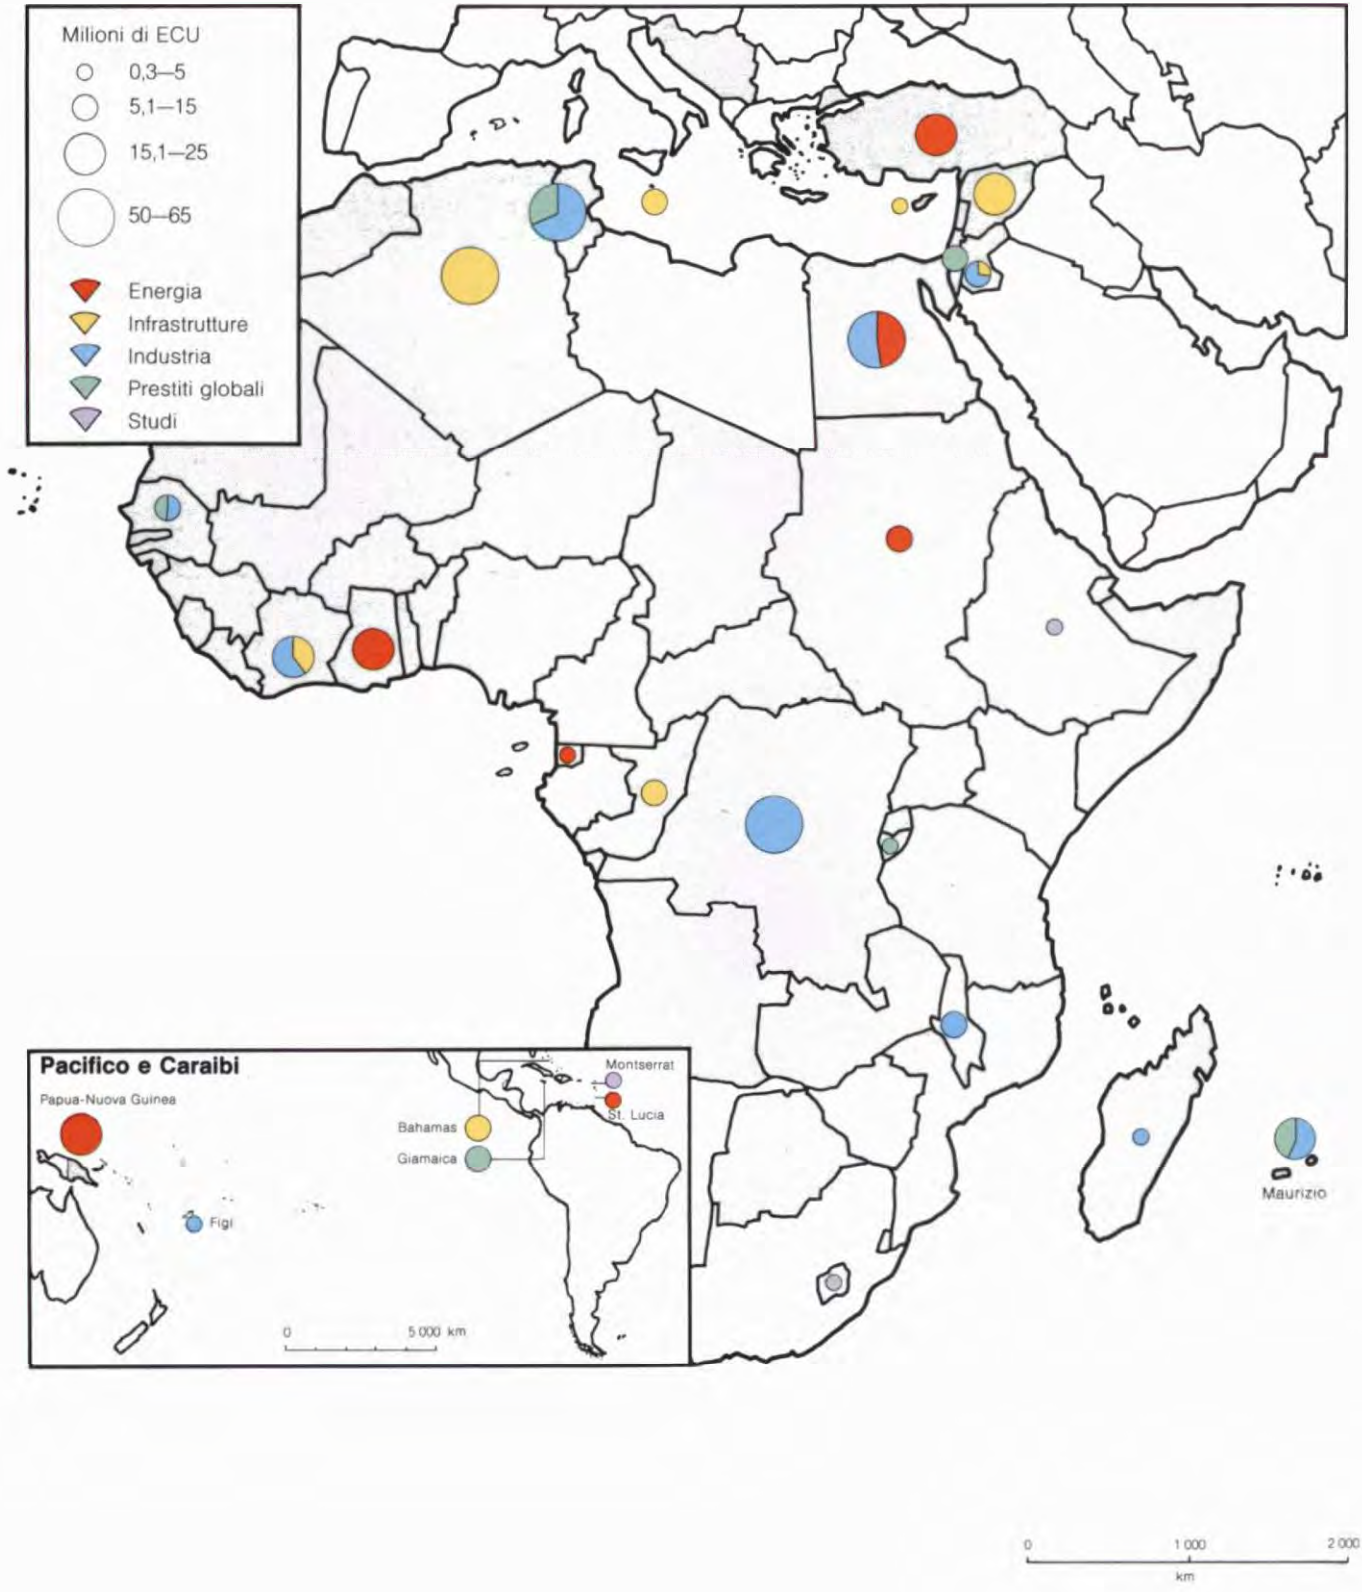 Milioni di ECU
0,3—5
5,1—15
15,1—25
50—65
Energia
Infrastrutture
Industria
Prestiti globali
Studi
Maurizio
Pacifico e Caraibi
Montserrat
Papua-Nuova Guinea
St. Lucia
Bahamas
Giamaica
Figi
0 5 000 km
0 1 000 2 000
km